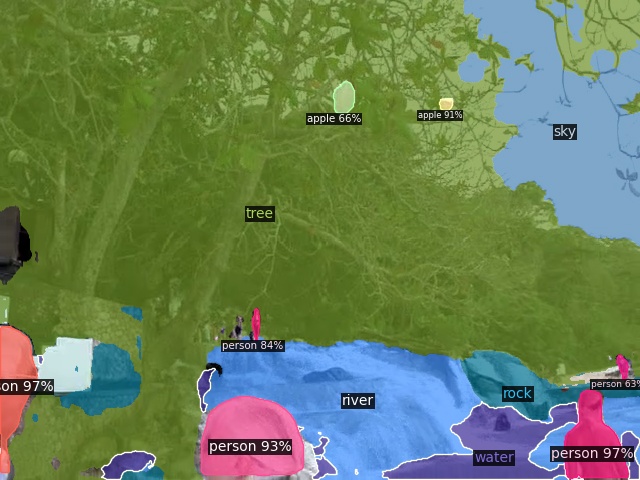 apple 66%
apple 91%
sky
tree
person 84%
person 63%
son 97%
rock
river
person 93%
person 97%
water